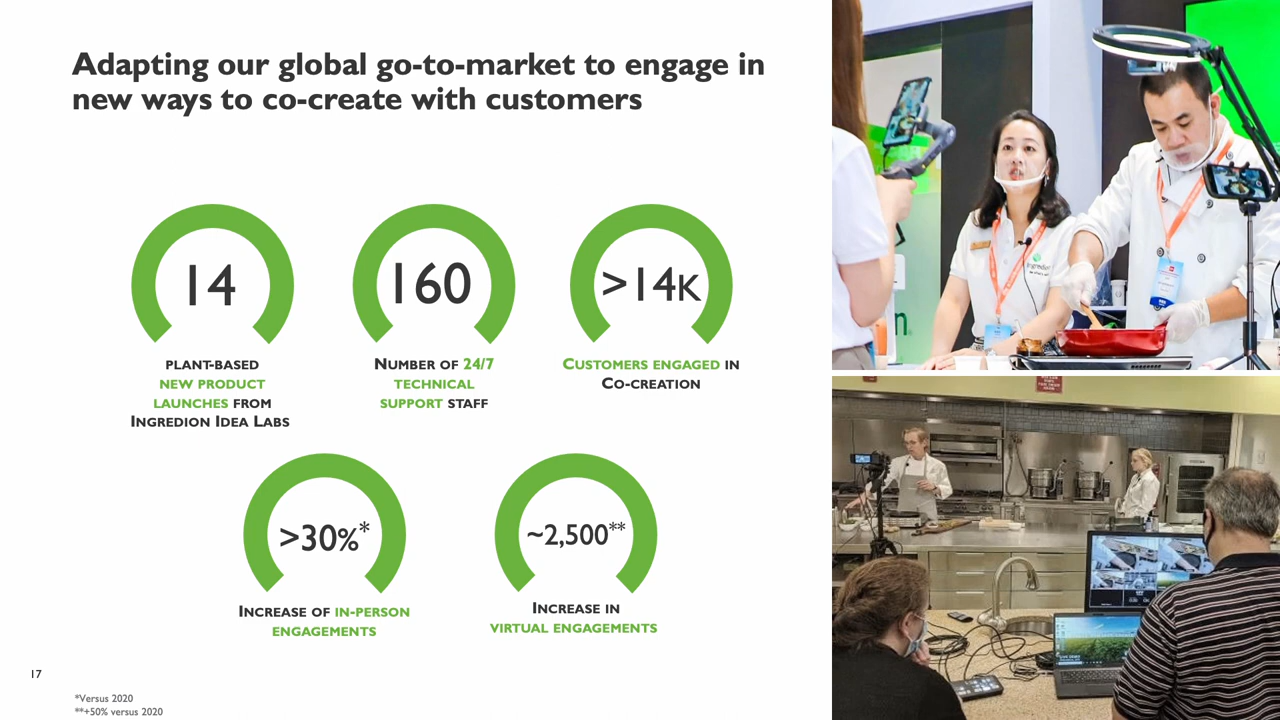 Adapting our global go-to-market to engage in
new ways to co-create with customers
14
PLANT-BASED
NEW PRODUCT
LAUNCHES FROM
INGREDION IDEA LABS
160
NUMBER OF 24/7
TECHNICAL
SUPPORT STAFF
>14K
CUSTOMERS ENGAGED IN
CO-CREATION
>30%*
INCREASE OF IN-PERSON
ENGAGEMENTS
~2,500**
INCREASE IN
VIRTUAL ENGAGEMENTS
17
*Versus 2020
**+50% versus 2020